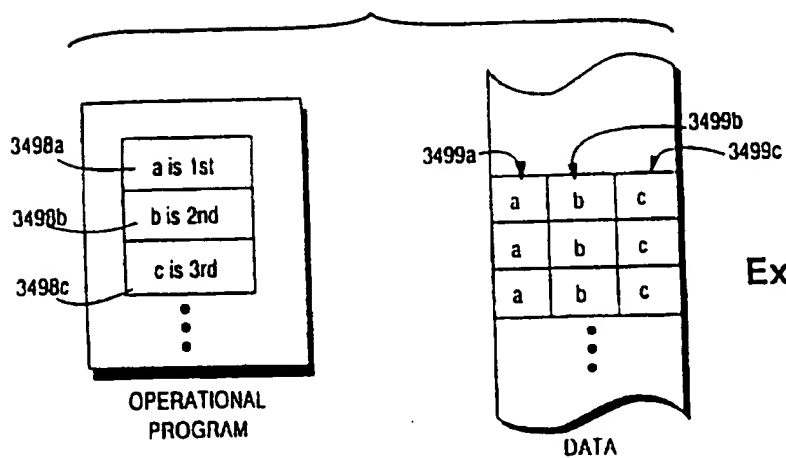 3498a
a is 1st
3498b
b is 2nd
3498c
c is 3rd
OPERATIONAL
PROGRAM
3499a
3499b
3499c
a b c
a b c
a b c
DATA
Ex